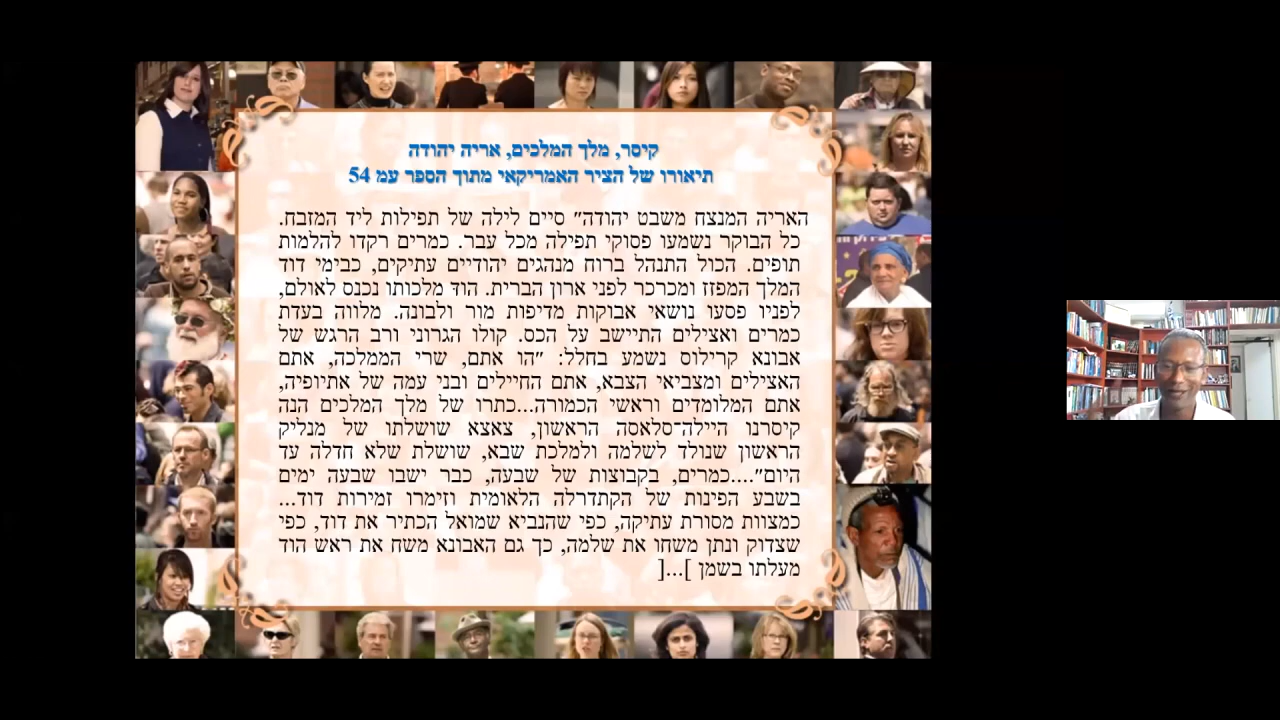 קיסר, מלך המלכים, אריה יהודה
תיאורו של הציר האמריקאי מתוך הספר עמ 54
האריה המנצח משבט יהודה״ סיים לילה של תפילות ליד המזבח.
כל הבוקר נשמעו פסוקי תפילה מכל עבר. כמרים רקדו להלמות
תופים. הכול התנהל ברוח מנהגים יהודיים עתיקים, כבימי דוד
המלך המפזז ומכרכר לפני ארון הברית. הוד מלכותו נכנס לאולם,
לפניו פסעו נושאי אבוקות מדיפות מור ולבונה. מלווה בעדת
כמרים ואצילים התיישב על הכס. קולו הגרוני ורב הרגש של
אבונא קרילוס נשמע בחלל: ״הו אתם, שרי הממלכה, אתם
האצילים ומצביאי הצבא, אתם החיילים ובני עמה של אתיופיה,
אתם המלומדים וראשי הכמורה...כתרו של מלך המלכים הנה
קיסרנו היילה־סלאסה הראשון, צאצא שושלתו של מנליק
הראשון שנולד לשלמה ולמלכת שבא, שושלת שלא חדלה עד
היום״....כמרים, בקבוצות של שבעה, כבר ישבו שבעה ימים
בשבע הפינות של הקתדרלה הלאומית וזימרו זמירות דוד...
כמצוות מסורת עתיקה, כפי שהנביא שמואל הכתיר את דוד, כפי
שצדוק ונתן משחו את שלמה, כך גם האבונא משח את ראש הוד
מעלתו בשמן ]...[